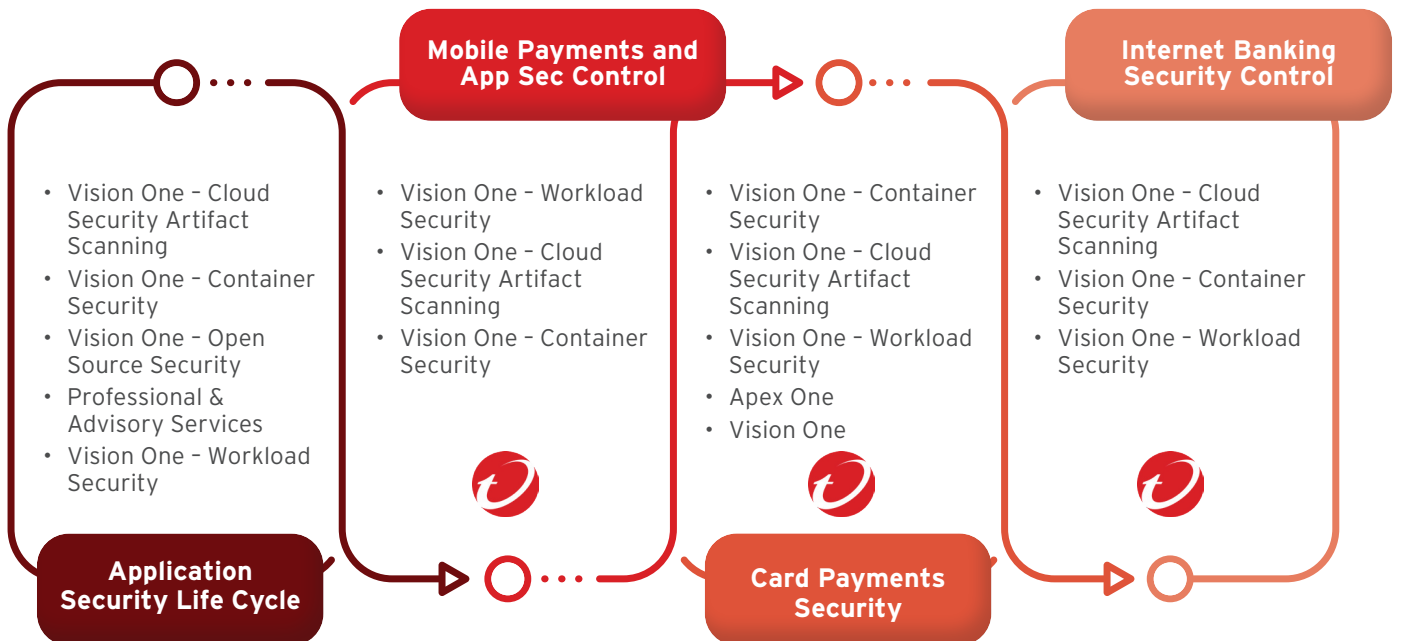 Mobile Payments and
App Sec Control
Internet Banking
Security Control
• Vision One – Cloud
Security Artifact
Scanning
• Vision One – Container
Security
• Vision One – Open
Source Security
• Professional &
Advisory Services
• Vision One – Workload
Security
• Vision One – Workload
Security
• Vision One – Cloud
Security Artifact
Scanning
• Vision One – Container
Security
• Vision One – Container
Security
• Vision One – Cloud
Security Artifact
Scanning
• Vision One – Workload
Security
• Apex One
• Vision One
• Vision One – Cloud
Security Artifact
Scanning
• Vision One – Container
Security
• Vision One – Workload
Security
Application
Security Life Cycle
Card Payments
Security